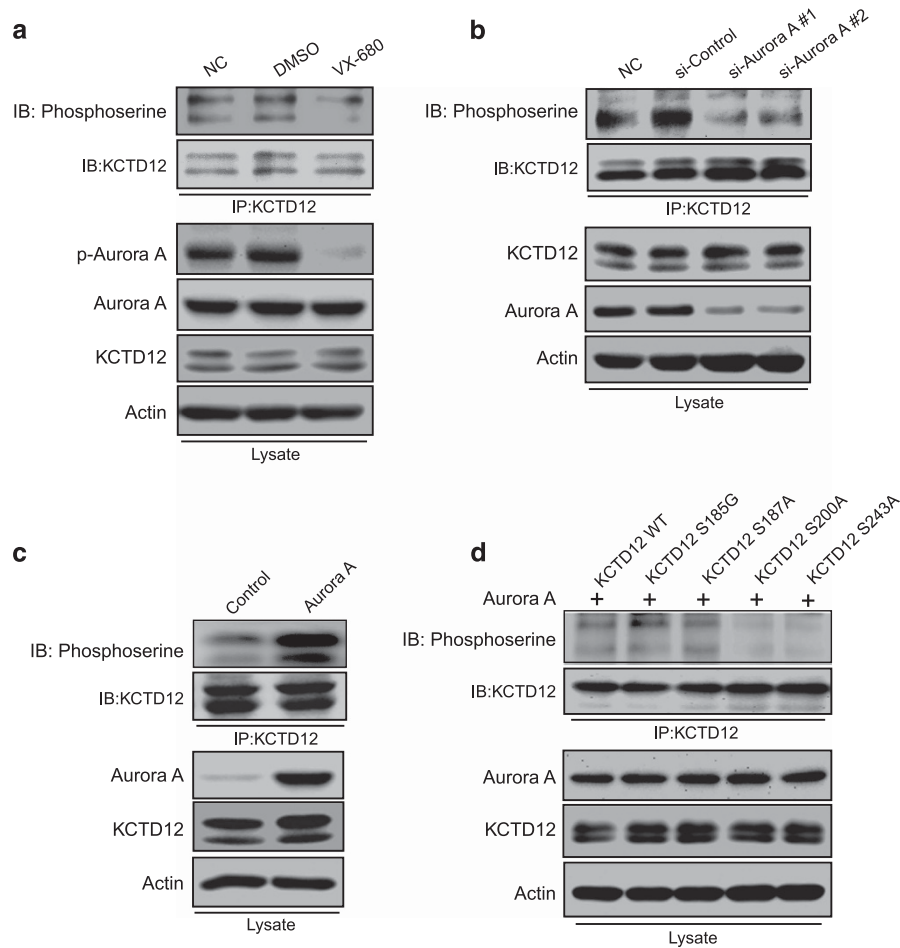 a
NC
DMSO
VX-680
IB: Phosphoserine
IB:KCTD12
IP:KCTD12
p-Aurora A
Aurora A
KCTD12
Actin
Lysate
b
NC
si-Control
si-Aurora A #1
si-Aurora A #2
IB: Phosphoserine
IB:KCTD12
IP:KCTD12
KCTD12
Aurora A
Actin
Lysate
c
Control
Aurora A
IB: Phosphoserine
IB:KCTD12
IP:KCTD12
Aurora A
KCTD12
Actin
Lysate
d
KCTD12 WT
KCTD12 S185G
KCTD12 S187A
KCTD12 S200A
KCTD12 S243A
Aurora A + + + + +
IB: Phosphoserine
IB:KCTD12
IP:KCTD12
Aurora A
KCTD12
Actin
Lysate